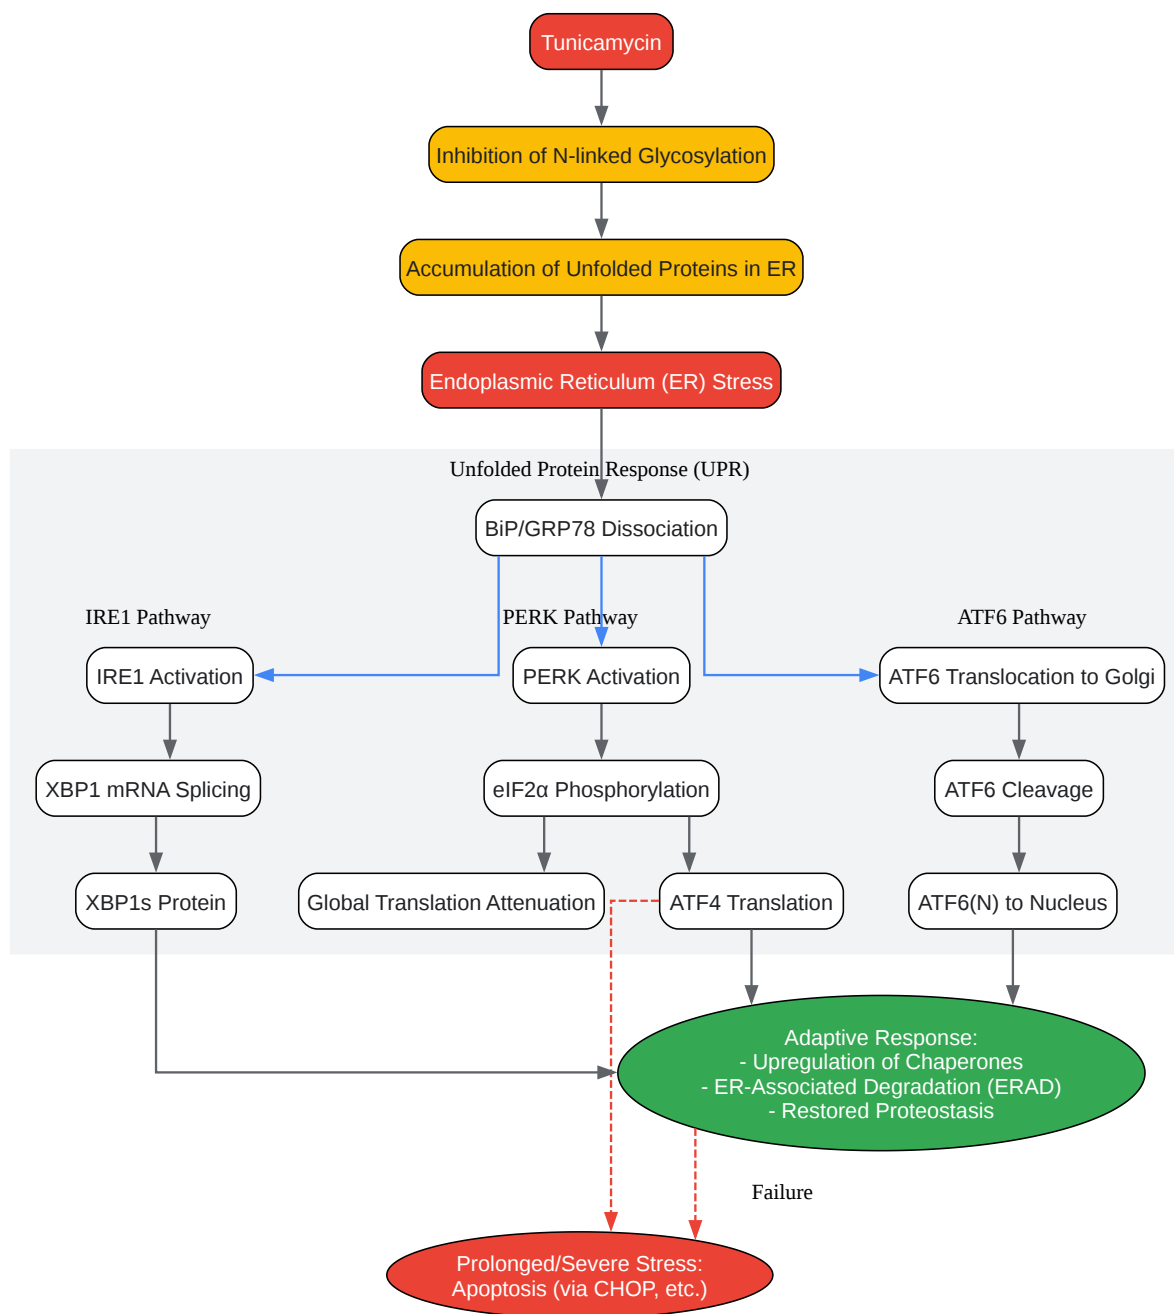 Tunicamycin
Inhibition of N-linked Glycosylation
Accumulation of Unfolded Proteins in ER
Endoplasmic Reticulum (ER) Stress
Unfolded Protein Response (UPR)
BiP/GRP78 Dissociation
IRE1 Pathway
PERK Pathway
ATF6 Pathway
IRE1 Activation
PERK Activation
ATF6 Translocation to Golgi
XBP1 mRNA Splicing
eIF2α Phosphorylation
ATF6 Cleavage
XBP1s Protein
Global Translation Attenuation
ATF4 Translation
ATF6(N) to Nucleus
Adaptive Response:
- Upregulation of Chaperones
- ER-Associated Degradation (ERAD)
- Restored Proteostasis
Failure
Prolonged/Severe Stress:
Apoptosis (via CHOP, etc.)